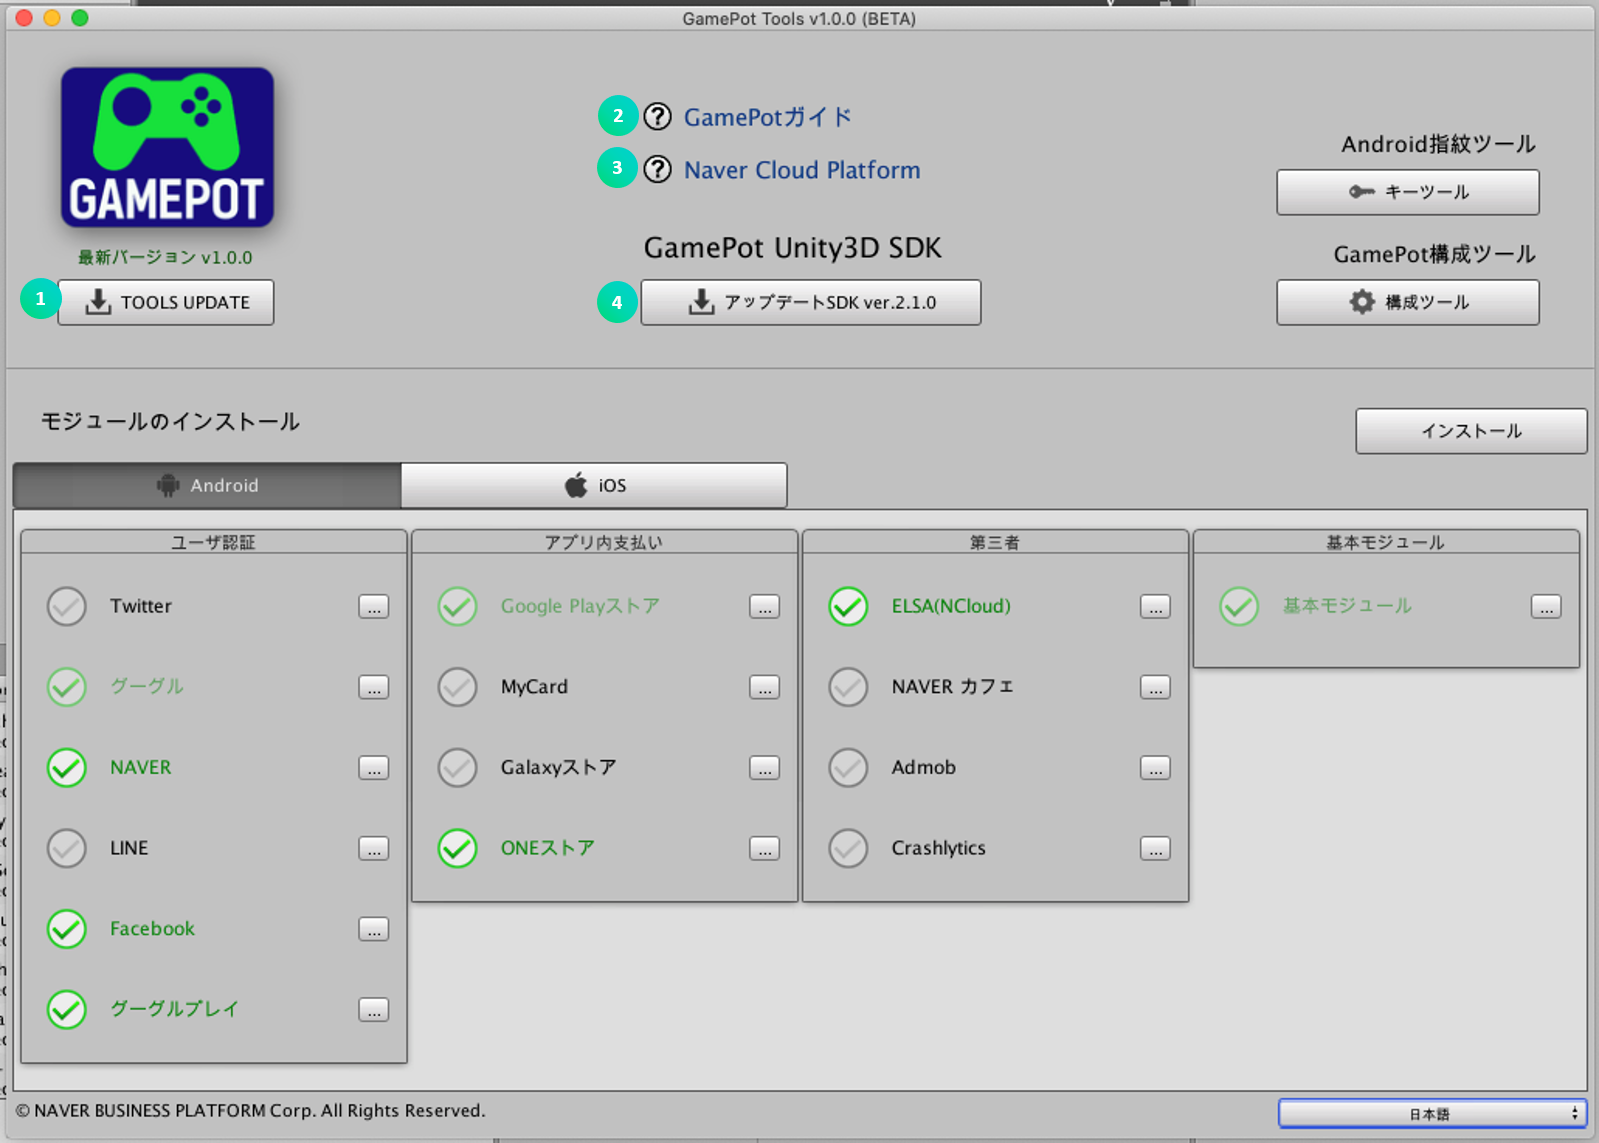 GamePot Tools v1.0.0 (BETA)
GAMEPOT
最新バージョン v1.0.0
1
TOOLS UPDATE
2
? GamePotガイド
3
? Naver Cloud Platform
GamePot Unity3D SDK
4
アップデートSDK ver.2.1.0
Android指紋ツール
キーツール
GamePot構成ツール
構成ツール
モジュールのインストール
インストール
Android
iOS
ユーザ認証
Twitter ...
グーグル ...
NAVER ...
LINE ...
Facebook ...
グーグルプレイ ...
アプリ内支払い
Google Playストア ...
MyCard ...
Galaxyストア ...
ONEストア ...
第三者
ELSA(NCloud) ...
NAVER カフェ ...
Admob ...
Crashlytics ...
基本モジュール
基本モジュール ...
© NAVER BUSINESS PLATFORM Corp. All Rights Reserved.
日本語